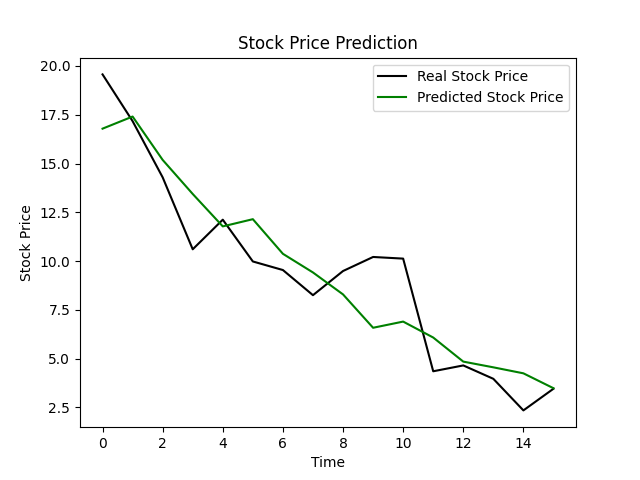 Stock Price Prediction
Real Stock Price
Predicted Stock Price
Stock Price
20.0
17.5
15.0
12.5
10.0
7.5
5.0
2.5
0 2 4 6 8 10 12 14
Time